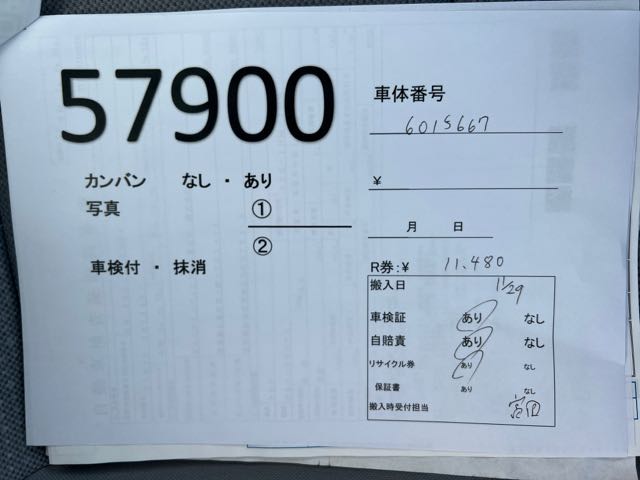 57900
車体番号
6015667
カンバン なし ・ あり
¥
写真 ①
②
月 日
車検付 ・ 抹消
R券:¥ 11.480
搬入日 11/29
車検証 あり なし
自賠責 あり なし
リサイクル券 あり なし
保証書 あり なし
搬入時受付担当 宮田